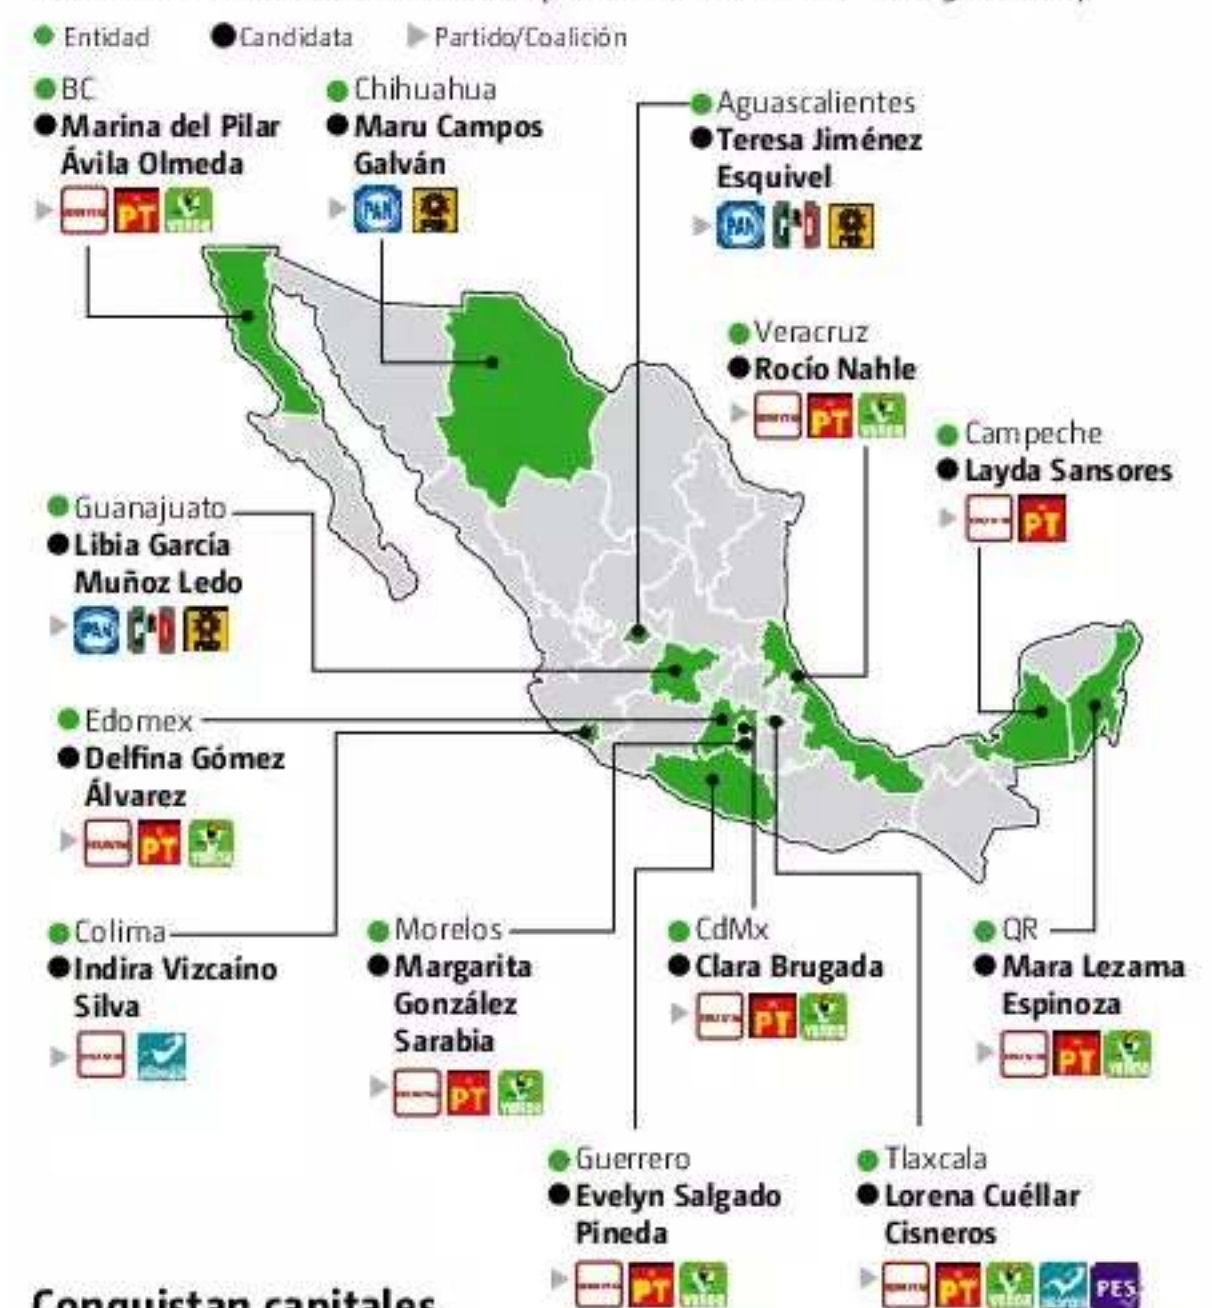 Entidad Candidata Partido/Coalición
BC
Marina del Pilar
Ávila Olmeda
PT
Chihuahua
Maru Campos
Galván
PAN
Aguascalientes
Teresa Jiménez
Esquivel
PAN
Veracruz
Rocío Nahle
PT VERDE
Campeche
Layda Sansores
PT
Guanajuato
Libia García
Muñoz Ledo
PAN
Edomex
Delfina Gómez
Álvarez
PT
Colima
Indira Vizcaíno
Silva
Morelos
Margarita
González
Sarabia
PT
CdMx
Clara Brugada
PT
QR
Mara Lezama
Espinoza
PT
Guerrero
Evelyn Salgado
Pineda
PT
Tlaxcala
Lorena Cuéllar
Cisneros
PT PES
Conquistan capitales